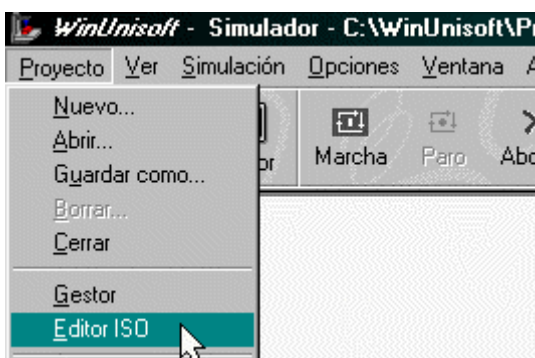 WinUnisoft - Simulador - C:\WinUnisoft\P
Proyecto Ver Simulación Opciones Ventana
Nuevo...
Abrir...
Guardar como...
Borrar...
Cerrar
Gestor
Editor ISO
or Marcha Paro Abo